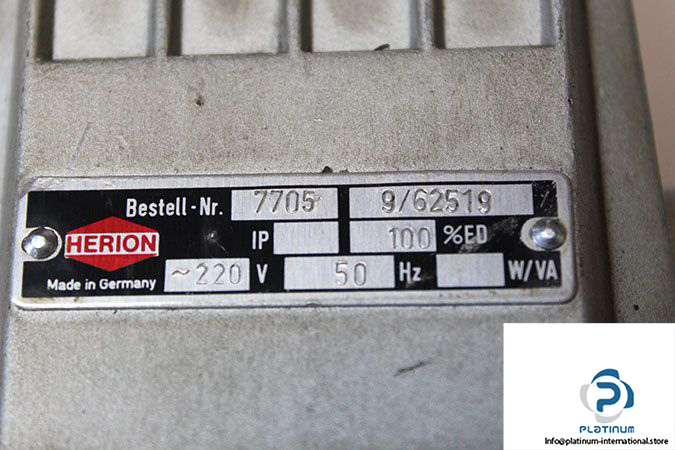 Bestell-Nr. 7705 9/62519
HERION IP 100 %ED
Made in Germany ~220 V 50 Hz W/VA
PLATINUM
Info@platinum-international.store